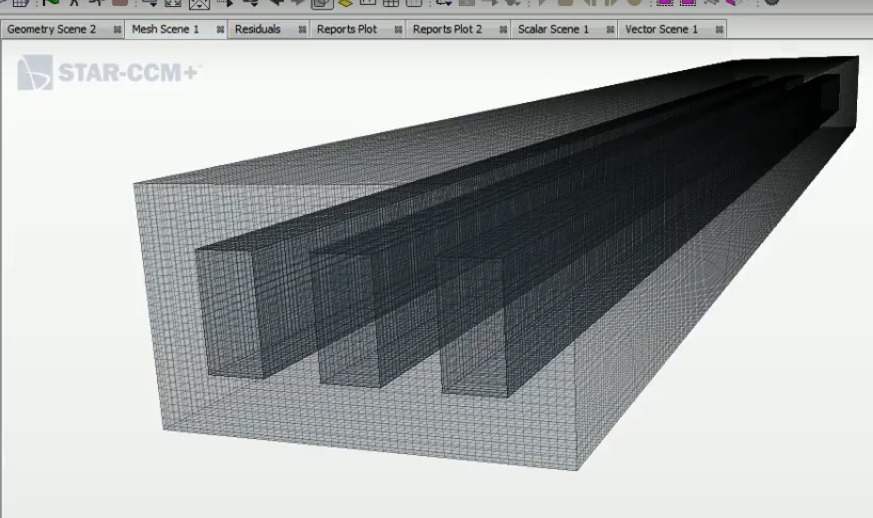 Geometry Scene 2 Mesh Scene 1 Residuals Reports Plot Reports Plot 2 Scalar Scene 1 Vector Scene 1
STAR-CCM+